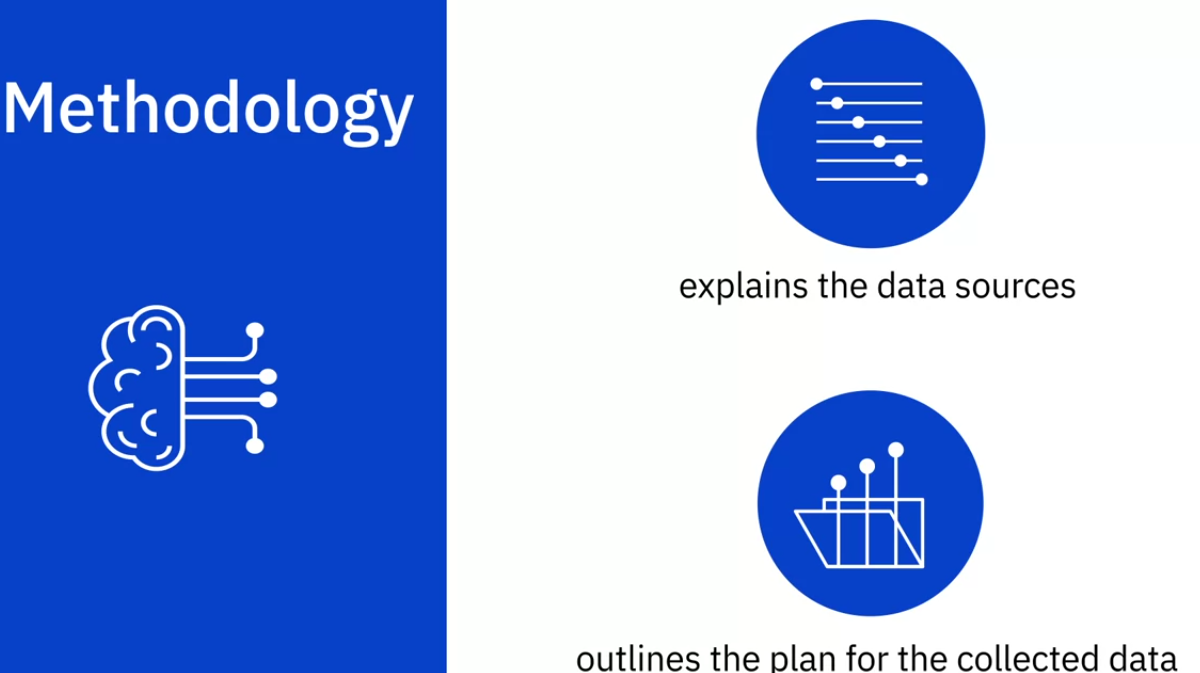 Methodology
explains the data sources
outlines the plan for the collected data